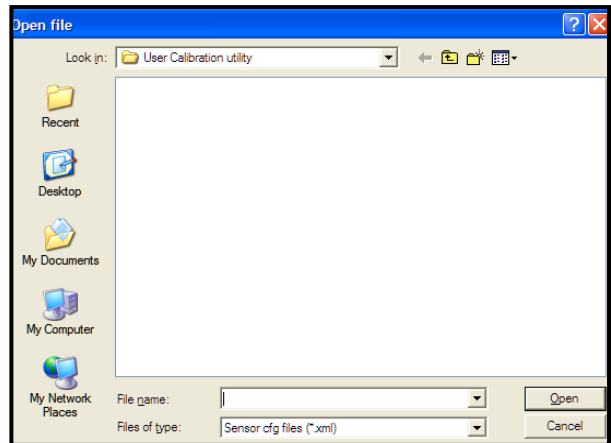 Open file
Look in: User Calibration utility
Recent
Desktop
My Documents
My Computer
My Network
Places
File name:
Open
Files of type: Sensor cfg files (*.xml)
Cancel